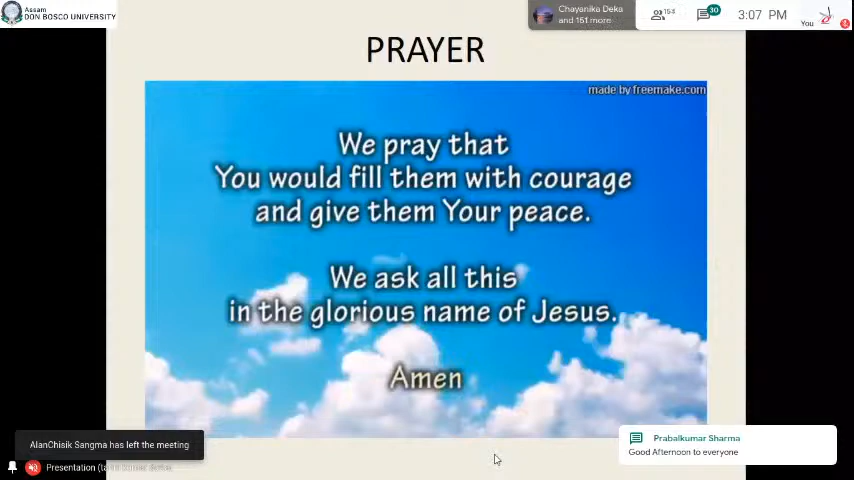 Assam
DON BOSCO UNIVERSITY
Chayanika Deka
and 151 more
154
30
3:07 PM
You
PRAYER
made by freemake.com
We pray that
You would fill them with courage
and give them Your peace.
We ask all this
in the glorious name of Jesus.
Amen
AlanChisik Sangma has left the meeting
Prabalkumar Sharma
Good Afternoon to everyone
Presentation